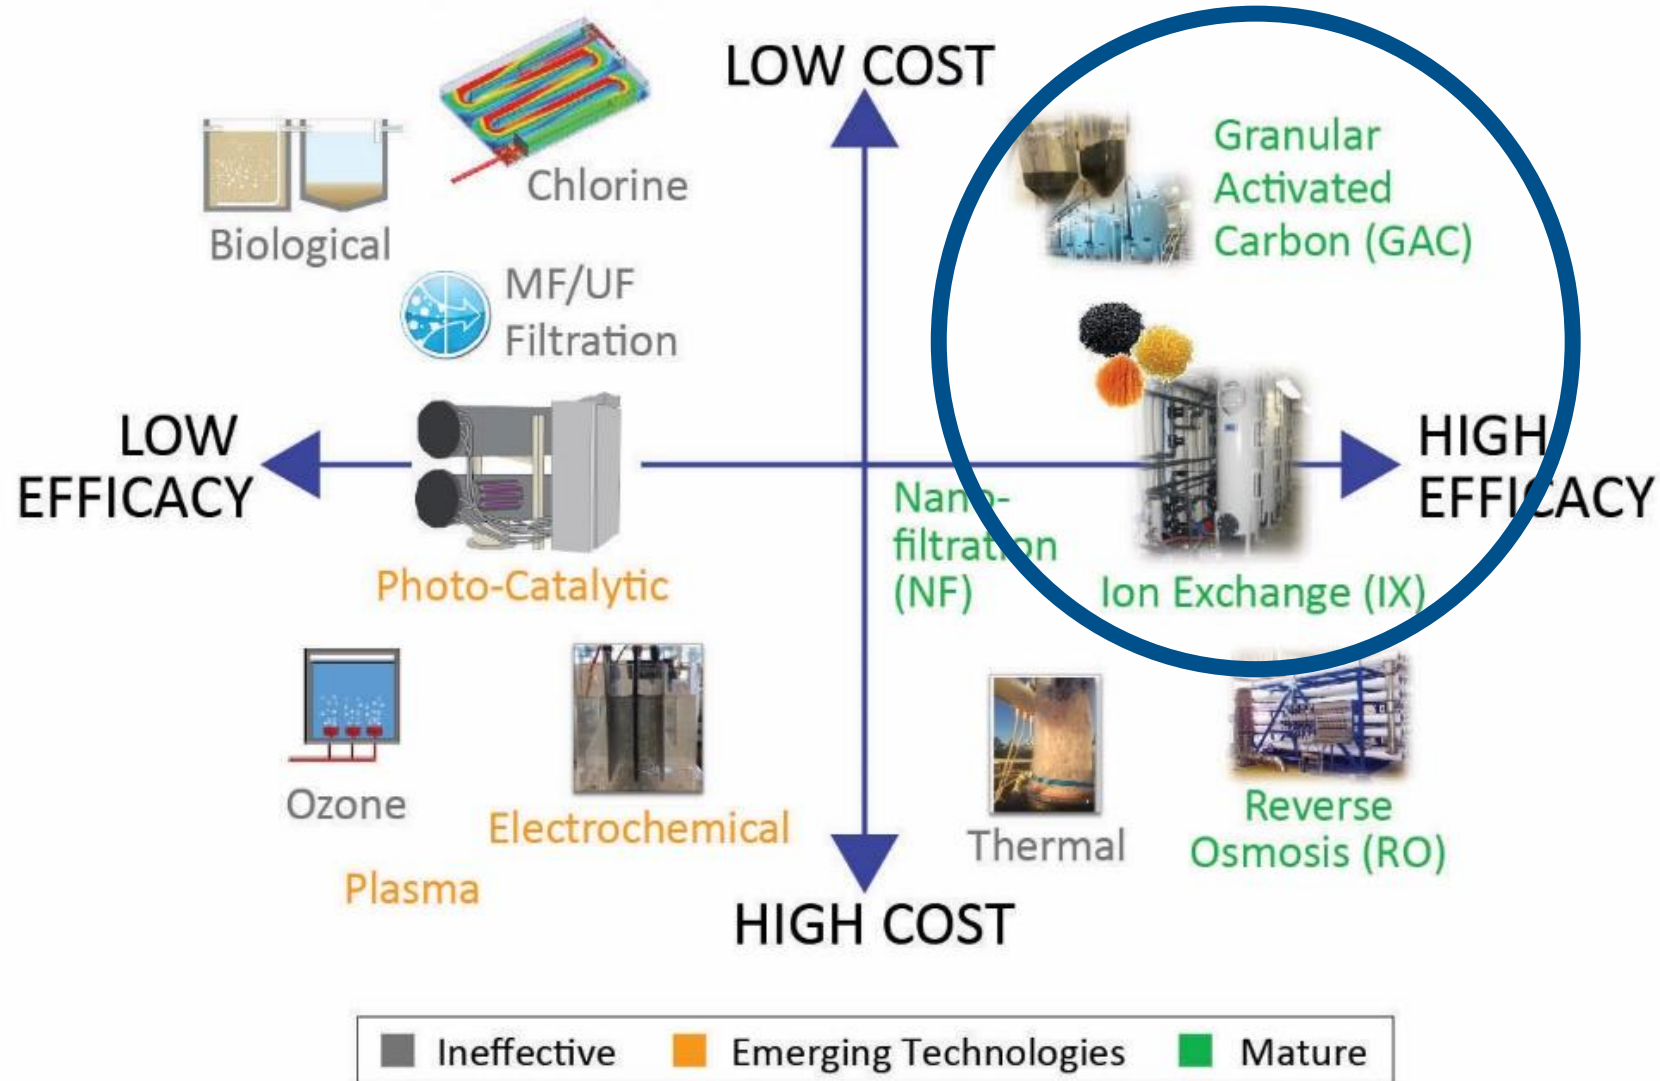 LOW COST
Chlorine
Biological
MF/UF
Filtration
Granular
Activated
Carbon (GAC)
LOW
EFFICACY
HIGH
EFFICACY
Photo-Catalytic
Nano-
filtration
(NF)
Ion Exchange (IX)
Ozone
Electrochemical
Plasma
Thermal
Reverse
Osmosis (RO)
HIGH COST
Ineffective
Emerging Technologies
Mature